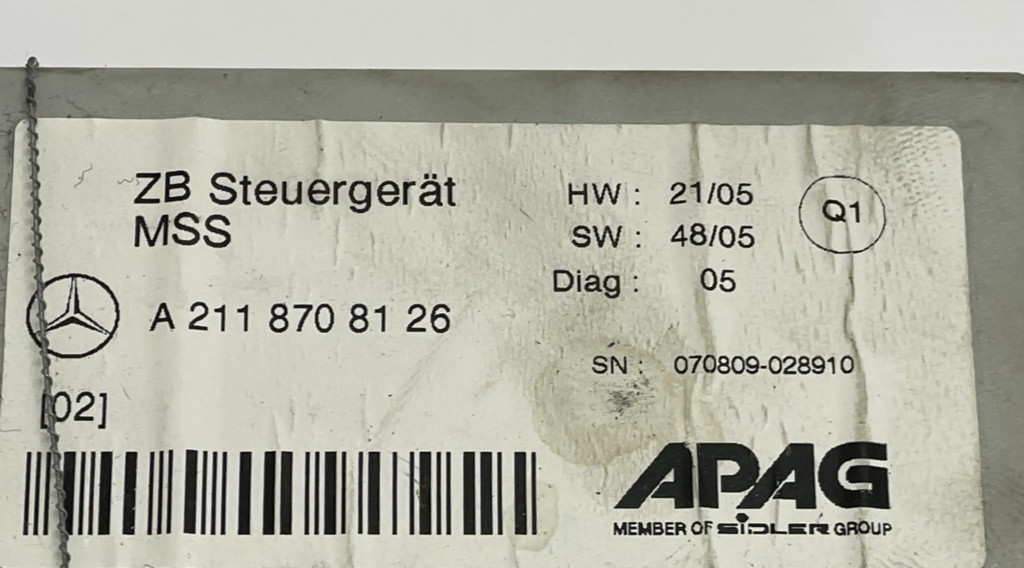 ZB Steuergerät
MSS
A 211 870 81 26
[02]
HW : 21/05
SW : 48/05
Diag : 05
Q1
SN : 070809-028910
APAG
MEMBER OF SiDLER GROUP